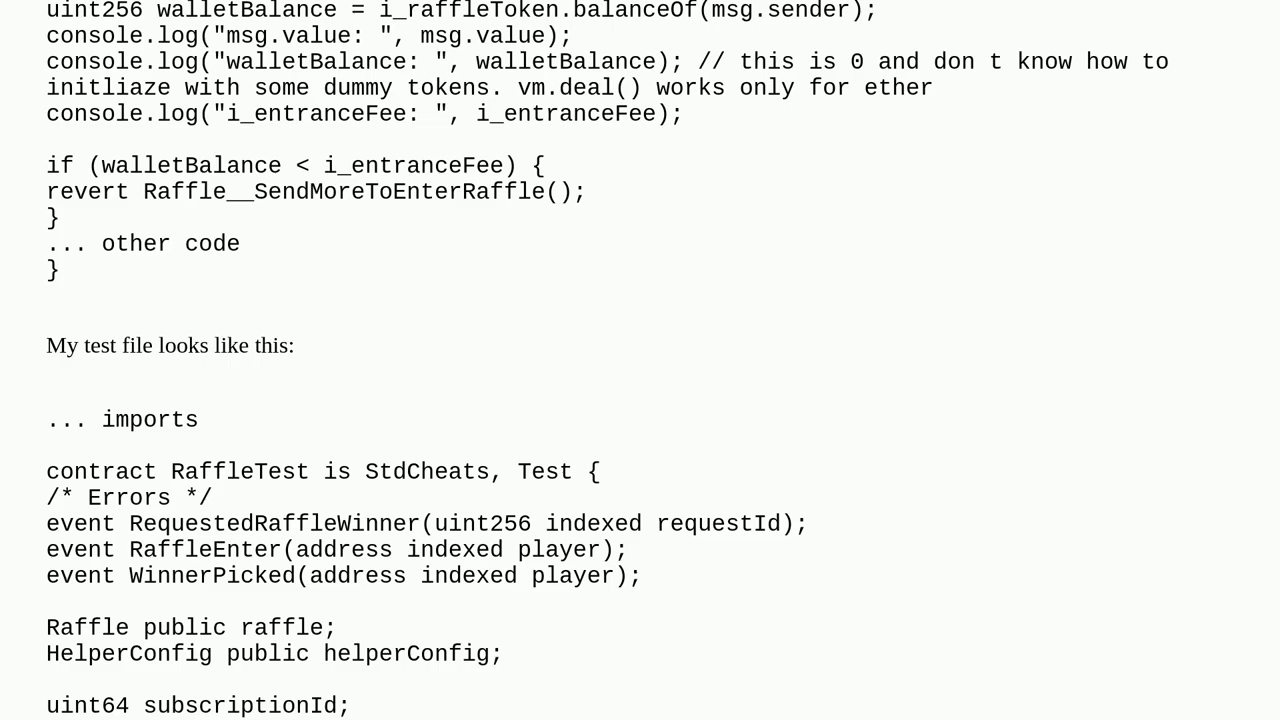 uint256 walletBalance = i_raffleToken.balanceOf(msg.sender);
console.log("msg.value: ", msg.value);
console.log("walletBalance: ", walletBalance); // this is 0 and don t know how to
initliaze with some dummy tokens. vm.deal() works only for ether
console.log("i_entranceFee: ", i_entranceFee);
if (walletBalance < i_entranceFee) {
revert Raffle__SendMoreToEnterRaffle();
}
... other code
}
My test file looks like this:
... imports
contract RaffleTest is StdCheats, Test {
/* Errors */
event RequestedRaffleWinner(uint256 indexed requestId);
event RaffleEnter(address indexed player);
event WinnerPicked(address indexed player);
Raffle public raffle;
HelperConfig public helperConfig;
uint64 subscriptionId;